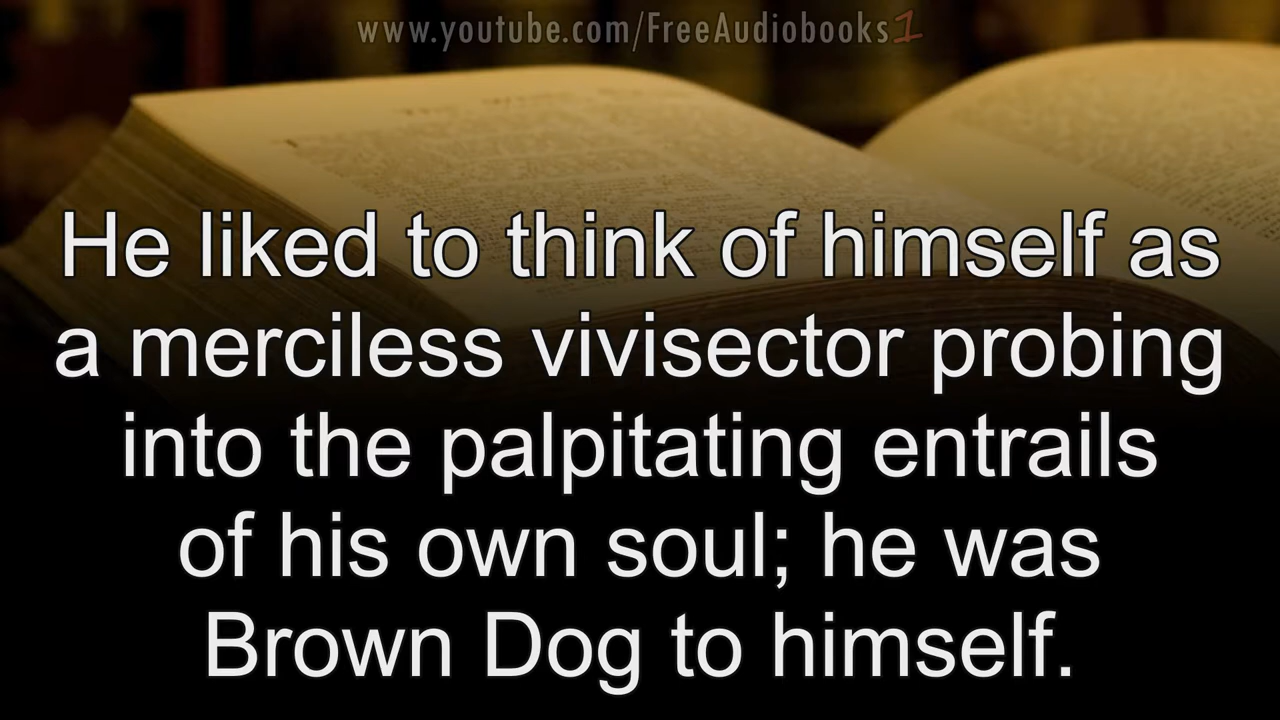 www.youtube.com/FreeAudiobooks1
He liked to think of himself as
a merciless vivisector probing
into the palpitating entrails
of his own soul; he was
Brown Dog to himself.